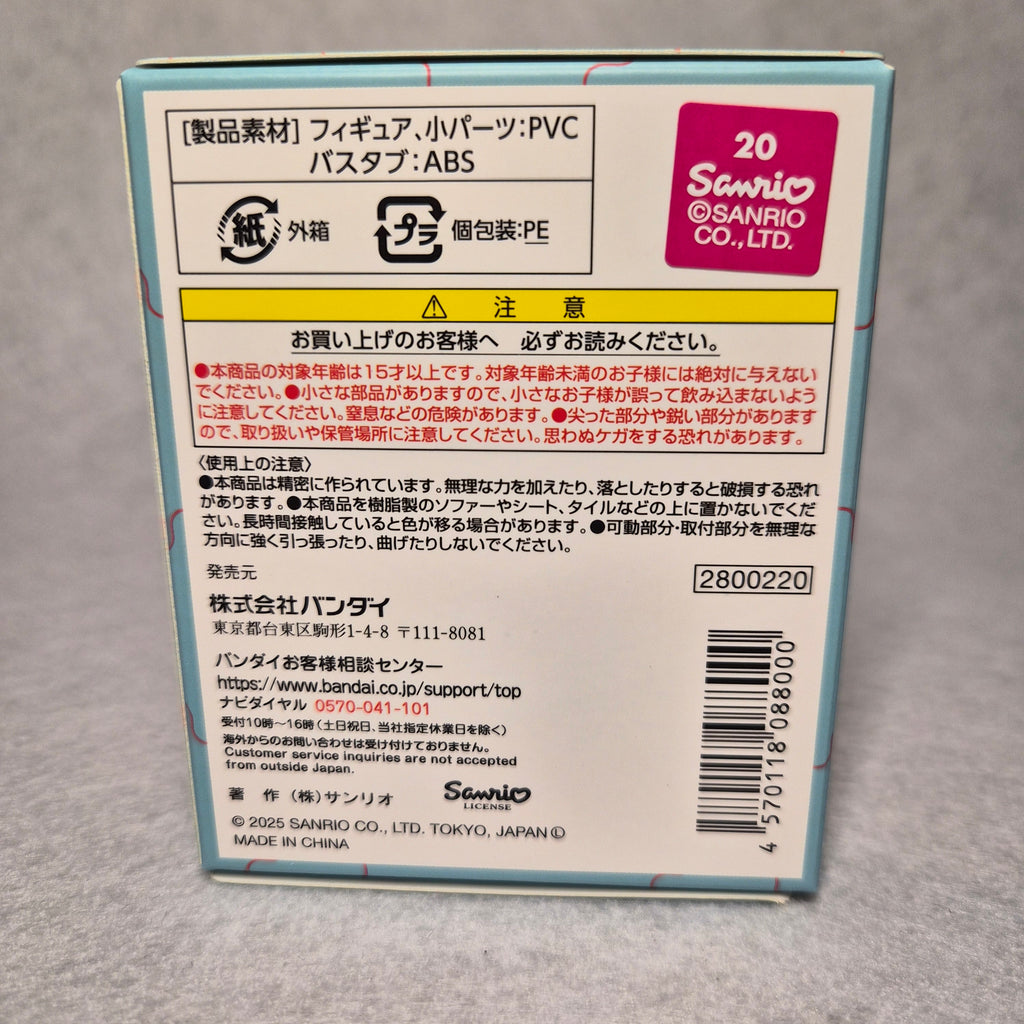 [製品素材] フィギュア、小パーツ:PVC
バスタブ:ABS
紙 外箱 プラ 個包装:PE
20
Sanrio
©SANRIO
CO.,LTD.
⚠ 注 意
お買い上げのお客様へ 必ずお読みください。
●本商品の対象年齢は15才以上です。対象年齢未満のお子様には絶対に与えない
でください。●小さな部品がありますので、小さなお子様が誤って飲み込まないよう
に注意してください。窒息などの危険があります。●尖った部分や鋭い部分があります
ので、取り扱いや保管場所に注意してください。思わぬケガをする恐れがあります。
〈使用上の注意〉
●本商品は精密に作られています。無理な力を加えたり、落としたりすると破損する恐れ
があります。●本商品を樹脂製のソファーやシート、タイルなどの上に置かないでくだ
さい。長時間接触していると色が移る場合があります。●可動部分・取付部分を無理な
方向に強く引っ張ったり、曲げたりしないでください。
発売元
2800220
株式会社バンダイ
東京都台東区駒形1-4-8 〒111-8081
バンダイお客様相談センター
https://www.bandai.co.jp/support/top
ナビダイヤル 0570-041-101
受付10時〜16時(土日祝日、当社指定休業日を除く)
海外からのお問い合わせは受け付けておりません。
Customer service inquiries are not accepted
from outside Japan.
著 作 (株)サンリオ
Sanrio
LICENSE
© 2025 SANRIO CO., LTD. TOKYO, JAPAN Ⓛ
MADE IN CHINA
4 570118 088000